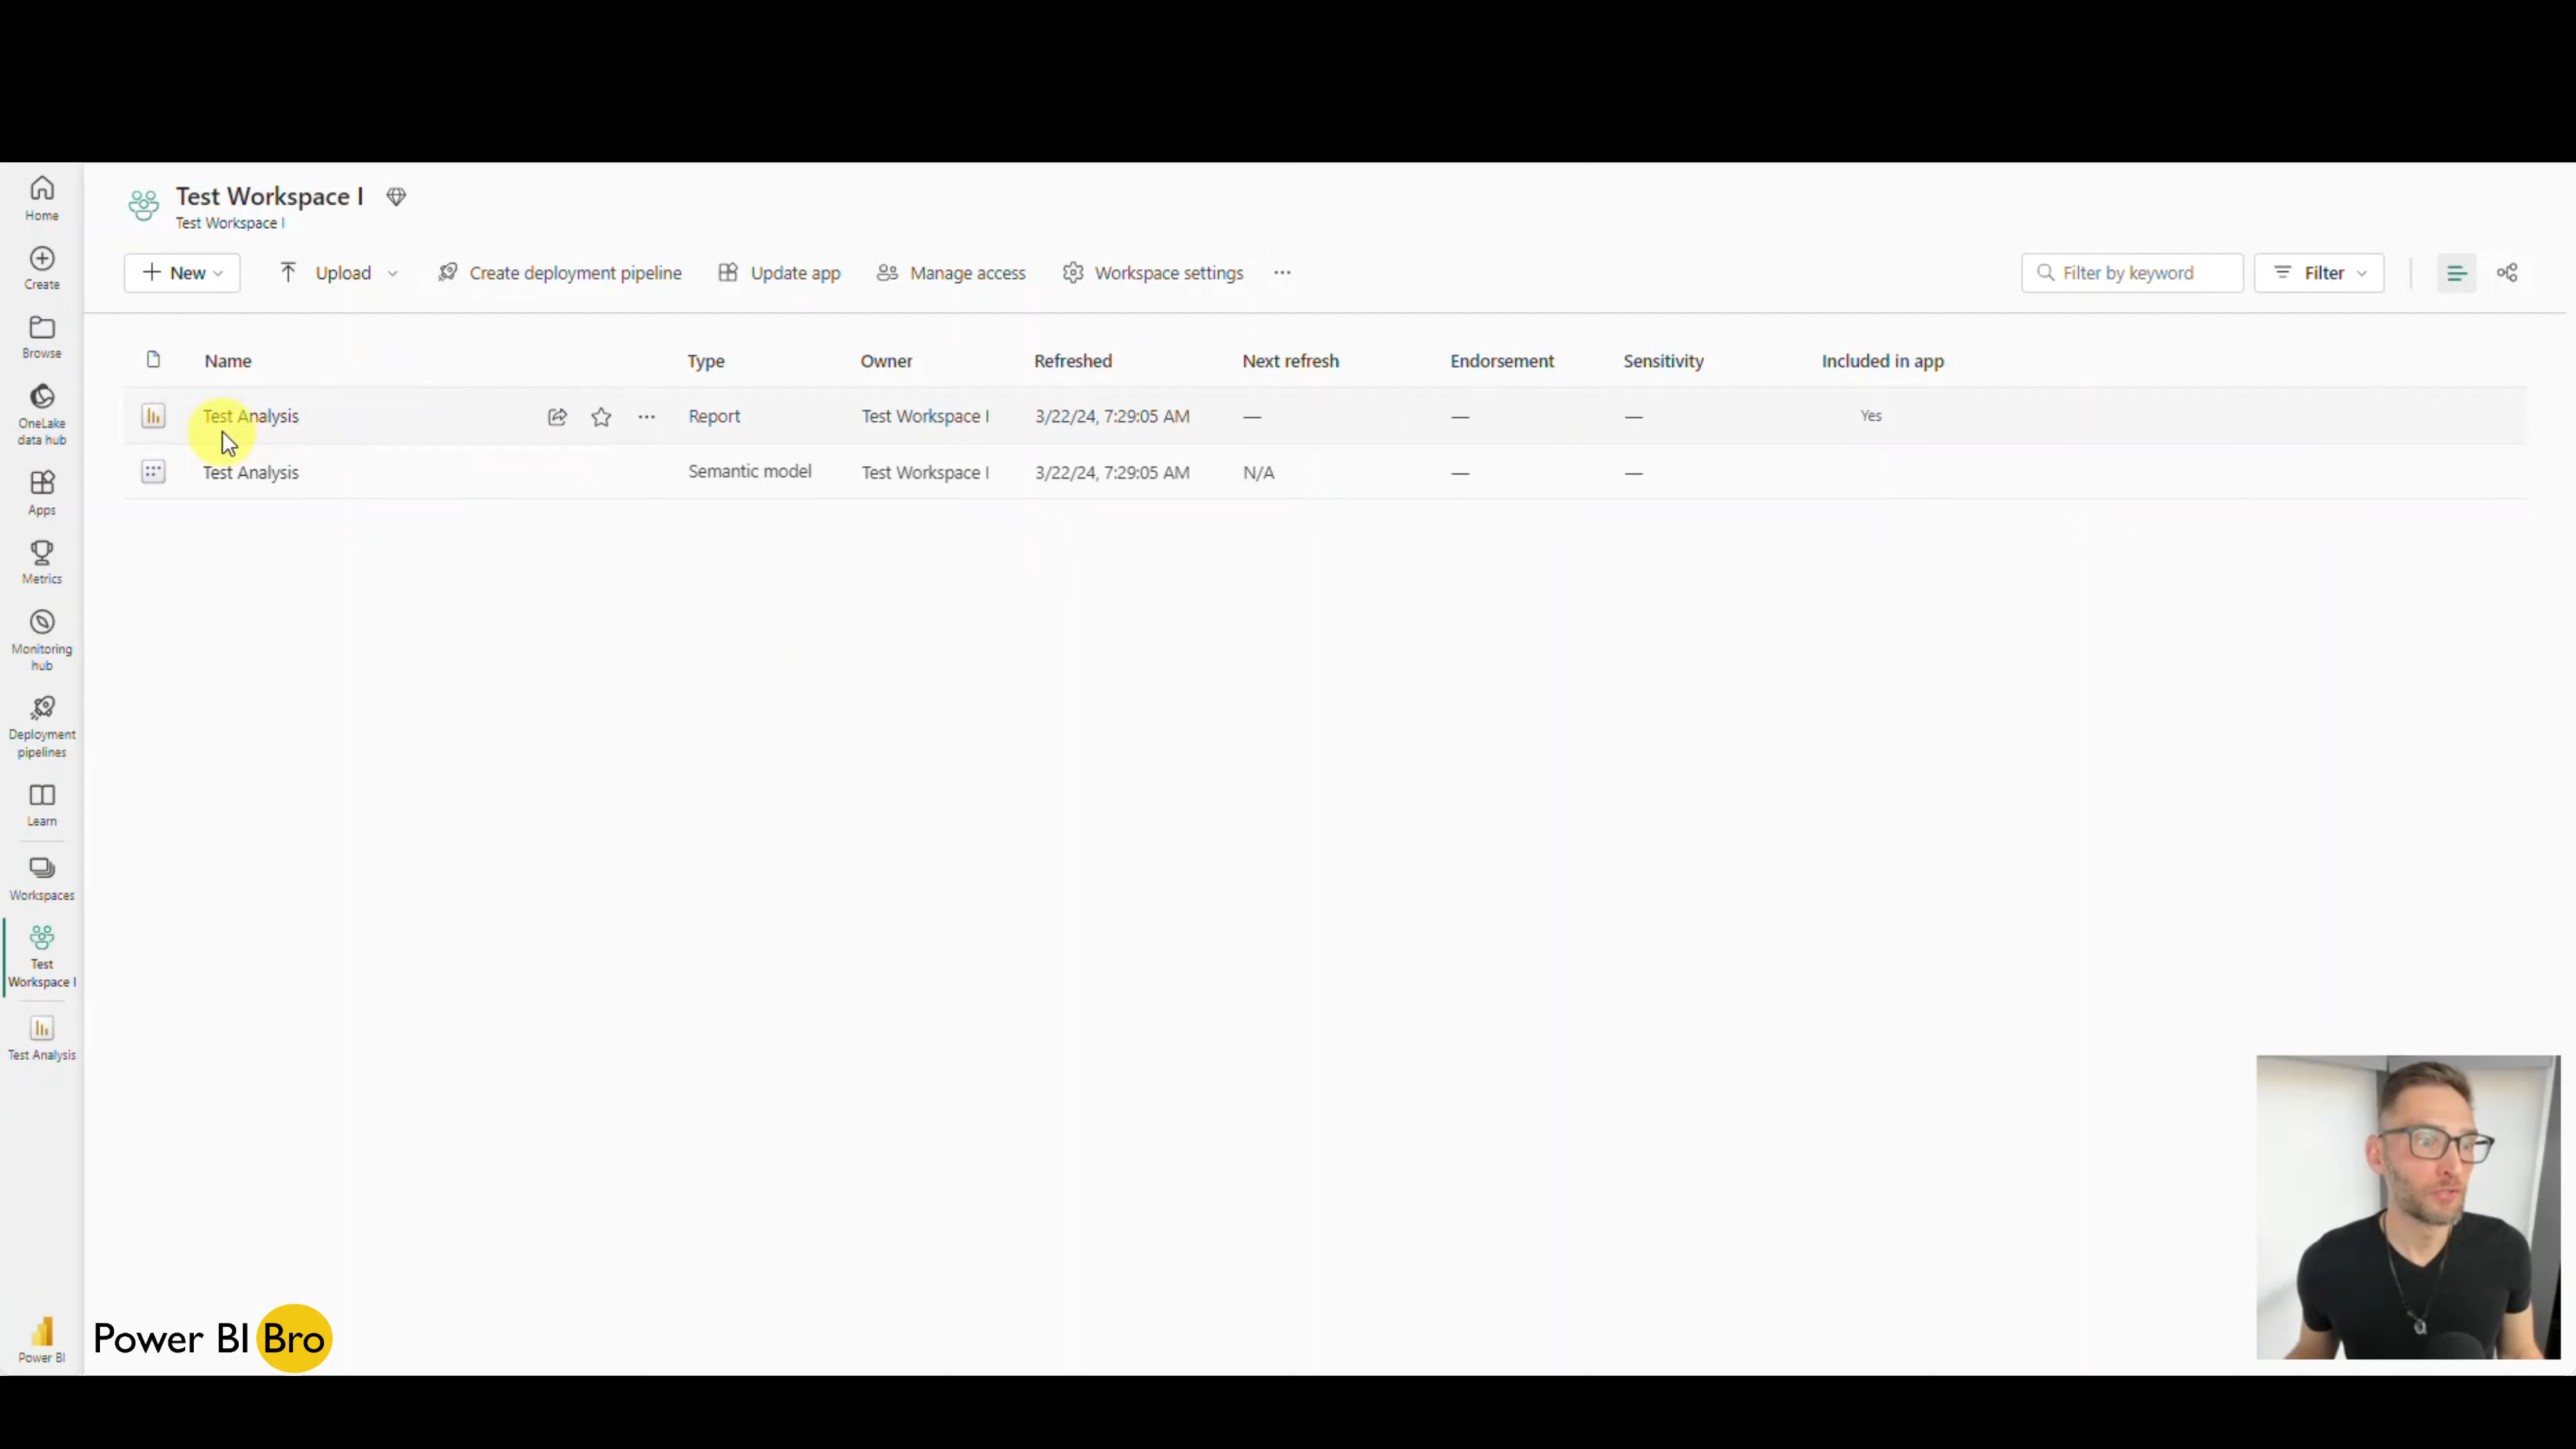 Home
Create
Browse
OneLake
data hub
Apps
Metrics
Monitoring
hub
Deployment
pipelines
Learn
Workspaces
Test
Workspace I
Test Analysis
Power BI
Test Workspace I
Test Workspace I
New
Upload
Create deployment pipeline
Update app
Manage access
Workspace settings
Filter by keyword
Filter
Name Type Owner Refreshed Next refresh Endorsement Sensitivity Included in app
Test Analysis Report Test Workspace I 3/22/24, 7:29:05 AM — — — Yes
Test Analysis Semantic model Test Workspace I 3/22/24, 7:29:05 AM N/A — —
Power BI Bro